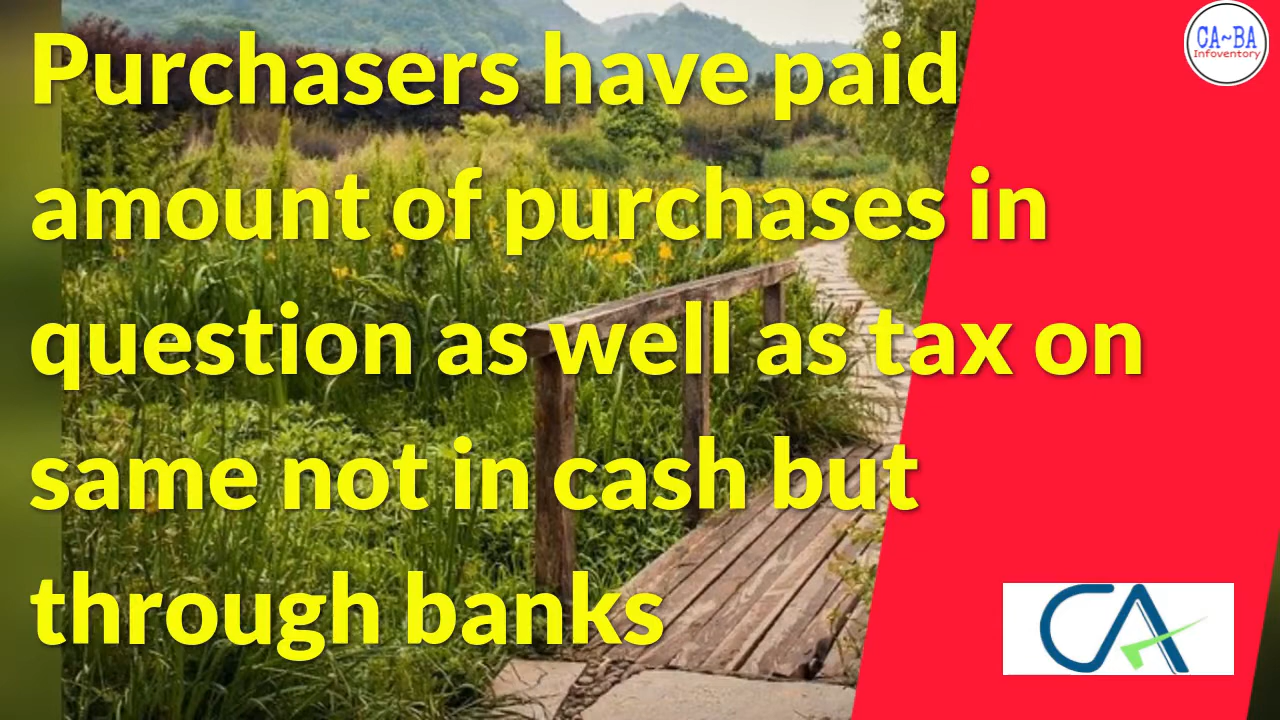 Purchasers have paid
amount of purchases in
question as well as tax on
same not in cash but
through banks
CA~BA
Infoventory
CA